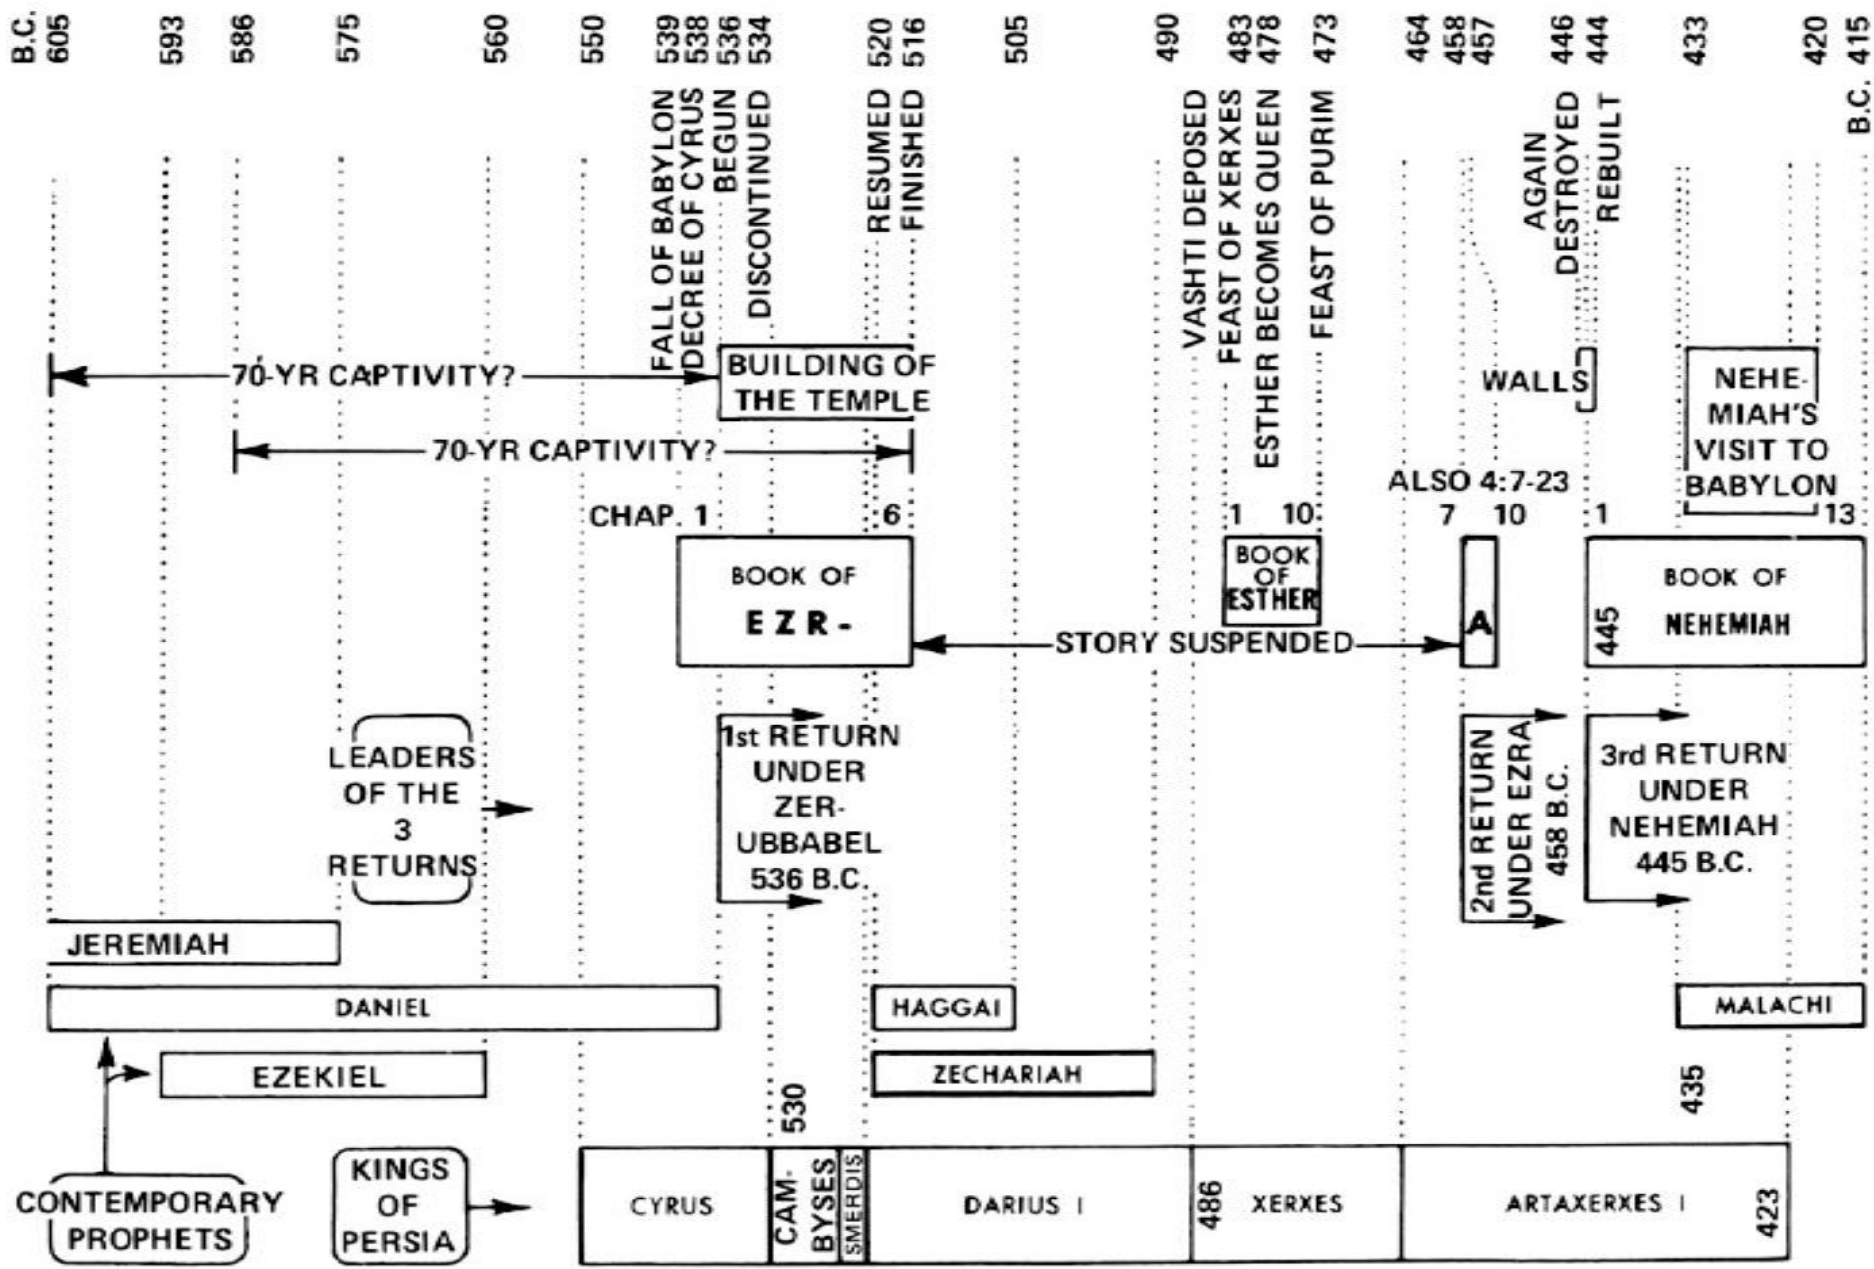 B.C.
605
593
586
575
560
550
539
538
536
534
520
516
505
490
483
478
473
464
458
457
446
444
433
420
B.C. 415
FALL OF BABYLON
DECREE OF CYRUS
BEGUN
DISCONTINUED
RESUMED
FINISHED
VASHTI DEPOSED
FEAST OF XERXES
ESTHER BECOMES QUEEN
FEAST OF PURIM
AGAIN
DESTROYED
REBUILT
70-YR CAPTIVITY?
BUILDING OF
THE TEMPLE
WALLS
NEHE-
MIAH'S
VISIT TO
BABYLON
70-YR CAPTIVITY?
ALSO 4:7-23
CHAP. 1
6
1
10
7
10
1
13
BOOK OF
EZR-
BOOK
OF
ESTHER
A
445
BOOK OF
NEHEMIAH
STORY SUSPENDED
LEADERS
OF THE
3
RETURNS
1st RETURN
UNDER
ZER-
UBBABEL
536 B.C.
2nd RETURN
UNDER EZRA
458 B.C.
3rd RETURN
UNDER
NEHEMIAH
445 B.C.
JEREMIAH
DANIEL
HAGGAI
MALACHI
EZEKIEL
ZECHARIAH
530
435
CONTEMPORARY
PROPHETS
KINGS
OF
PERSIA
CYRUS
CAM-
BYSES
SMERDIS
DARIUS I
486
XERXES
ARTAXERXES I
423